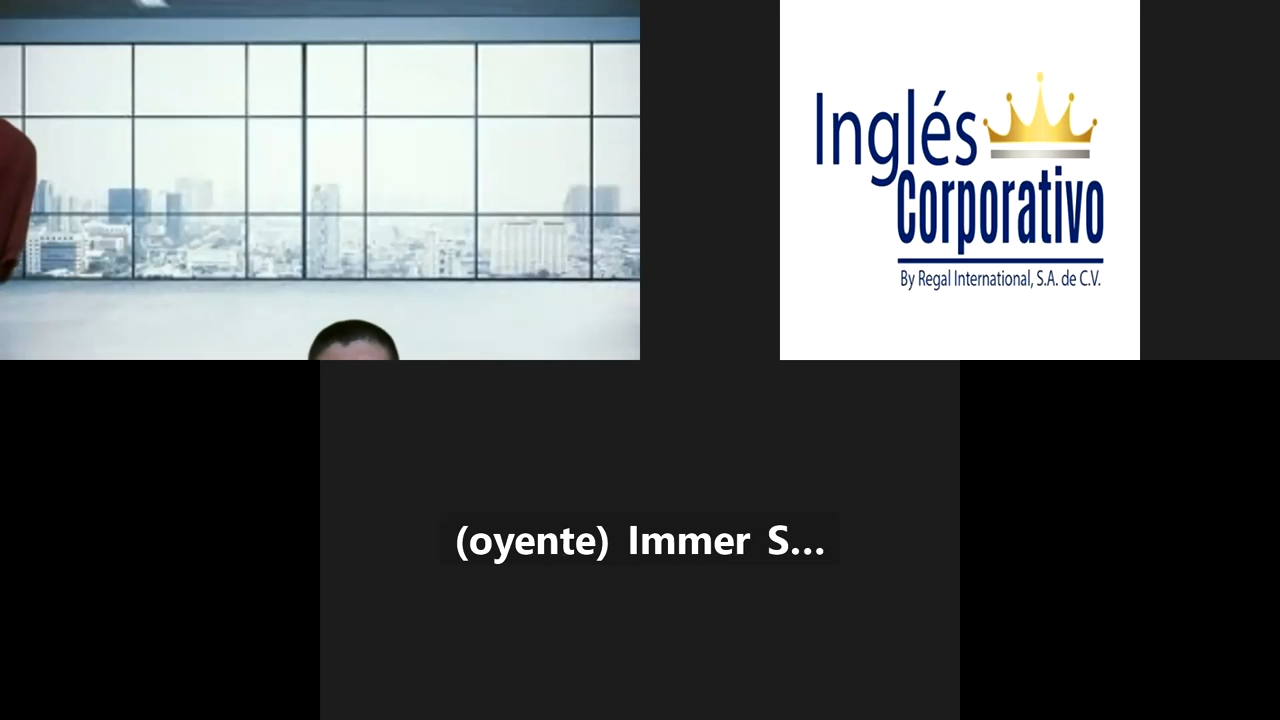 Inglés
Corporativo
By Regal International, S.A. de C.V.
(oyente) Immer S...